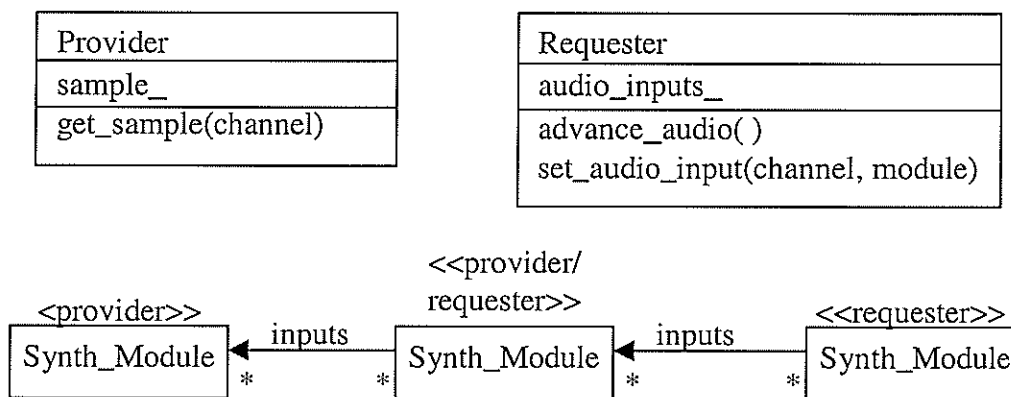 Provider
sample_
get_sample(channel)
Requester
audio_inputs_
advance_audio( )
set_audio_input(channel, module)
<<provider/
requester>>
<provider>>
<<requester>>
Synth_Module
inputs
* *
Synth_Module
inputs
* *
Synth_Module